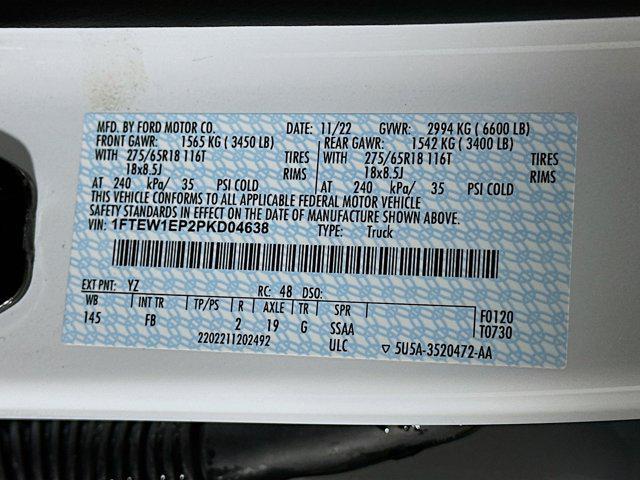 MFD. BY FORD MOTOR CO. DATE: 11/22 GVWR: 2994 KG ( 6600 LB)
FRONT GAWR: 1565 KG ( 3450 LB) REAR GAWR: 1542 KG ( 3400 LB)
WITH 275/65R18 116T TIRES WITH 275/65R18 116T TIRES
18x8.5J RIMS 18x8.5J RIMS
AT 240 kPa/ 35 PSI COLD AT 240 kPa/ 35 PSI COLD
THIS VEHICLE CONFORMS TO ALL APPLICABLE FEDERAL MOTOR VEHICLE
SAFETY STANDARDS IN EFFECT ON THE DATE OF MANUFACTURE SHOWN ABOVE.
VIN: 1FTEW1EP2PKD04638 TYPE: Truck
EXT PNT: YZ RC: 48 DSO:
WB INT TR TP/PS R AXLE TR SPR F0120
145 FB 2 19 G SSAA T0730
2202211202492 ULC 5U5A-3520472-AA